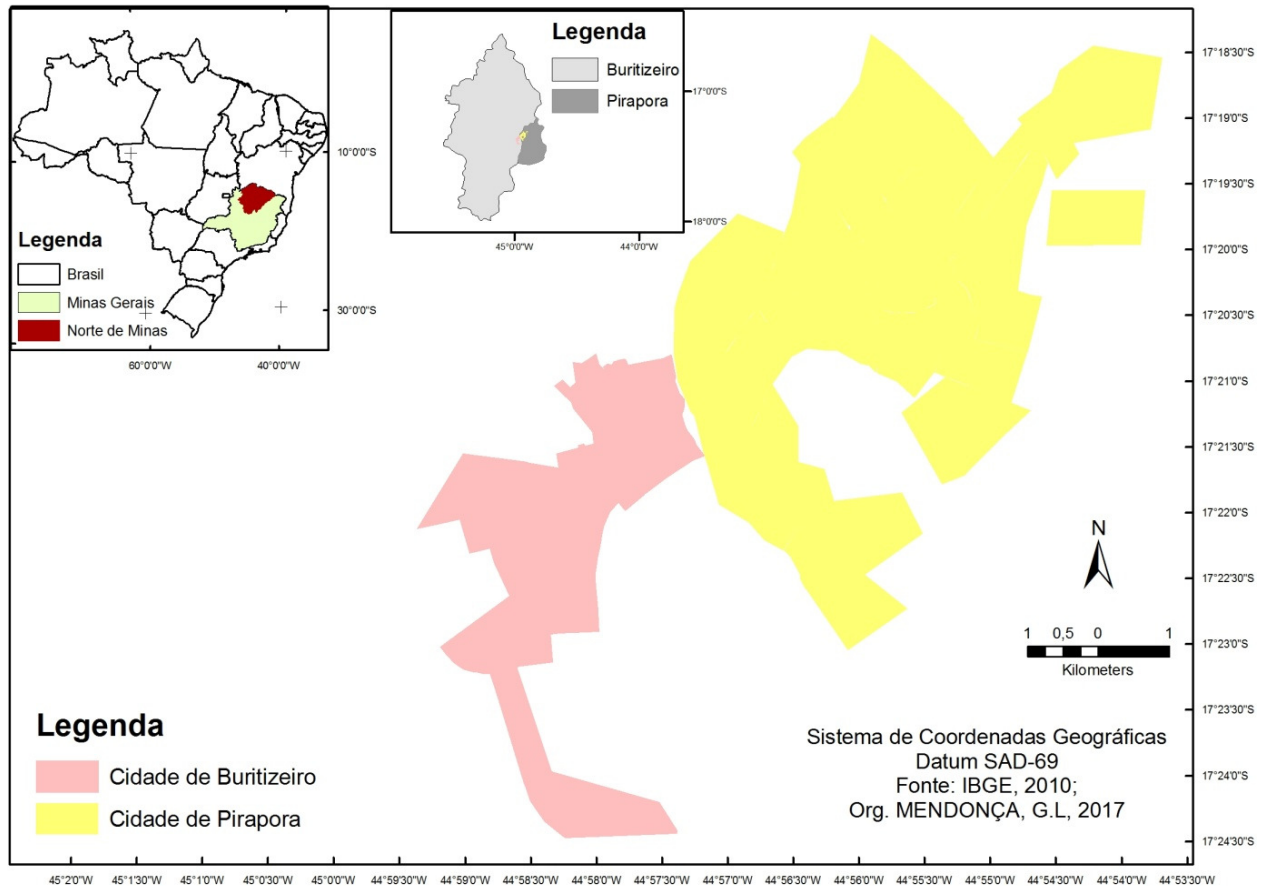 Legenda
Brasil
Minas Gerais
Norte de Minas
10°0'0"S
30°0'0"S
60°0'0"W
40°0'0"W
Legenda
Buritizeiro
Pirapora
17°0'0"S
18°0'0"S
45°0'0"W
44°0'0"W
17°18'30"S
17°19'0"S
17°19'30"S
17°20'0"S
17°20'30"S
17°21'0"S
17°21'30"S
17°22'0"S
17°22'30"S
17°23'0"S
17°23'30"S
17°24'0"S
17°24'30"S
N
1 0,5 0 1
Kilometers
Legenda
Cidade de Buritizeiro
Cidade de Pirapora
Sistema de Coordenadas Geográficas
Datum SAD-69
Fonte: IBGE, 2010;
Org. MENDONÇA, G.L, 2017
45°2'0"W 45°1'30"W 45°1'0"W 45°0'30"W 45°0'0"W 44°59'30"W 44°59'0"W 44°58'30"W 44°58'0"W 44°57'30"W 44°57'0"W 44°56'30"W 44°56'0"W 44°55'30"W 44°55'0"W 44°54'30"W 44°54'0"W 44°53'30"W